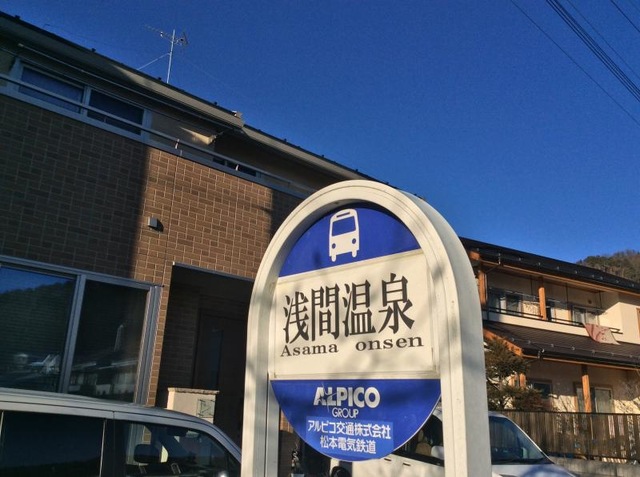 浅間温泉
Asama onsen
ALPICO
GROUP
アルピコ交通株式会社
松本電気鉄道